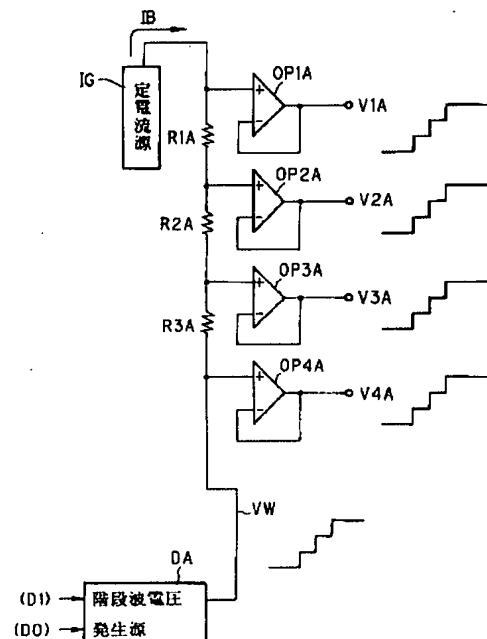 IB
IG
定電流源
OP1A
V1A
R1A
OP2A
V2A
R2A
OP3A
V3A
R3A
OP4A
V4A
VW
DA
(D1)
階段波電圧
(D0)
発生源